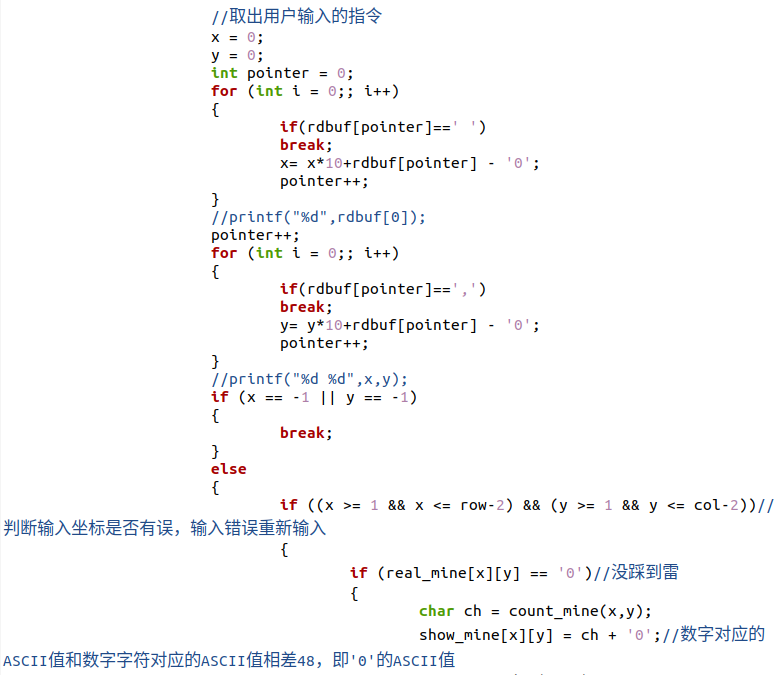 //取出用户输入的指令
x = 0;
y = 0;
int pointer = 0;
for (int i = 0;; i++)
{
if(rdbuf[pointer]==' ')
break;
x= x*10+rdbuf[pointer] - '0';
pointer++;
}
//printf("%d",rdbuf[0]);
pointer++;
for (int i = 0;; i++)
{
if(rdbuf[pointer]==',')
break;
y= y*10+rdbuf[pointer] - '0';
pointer++;
}
//printf("%d %d",x,y);
if (x == -1 || y == -1)
{
break;
}
else
{
if ((x >= 1 && x <= row-2) && (y >= 1 && y <= col-2))//
判断输入坐标是否有误，输入错误重新输入
{
if (real_mine[x][y] == '0')//没踩到雷
{
char ch = count_mine(x,y);
show_mine[x][y] = ch + '0';//数字对应的
ASCII值和数字字符对应的ASCII值相差48，即'0'的ASCII值